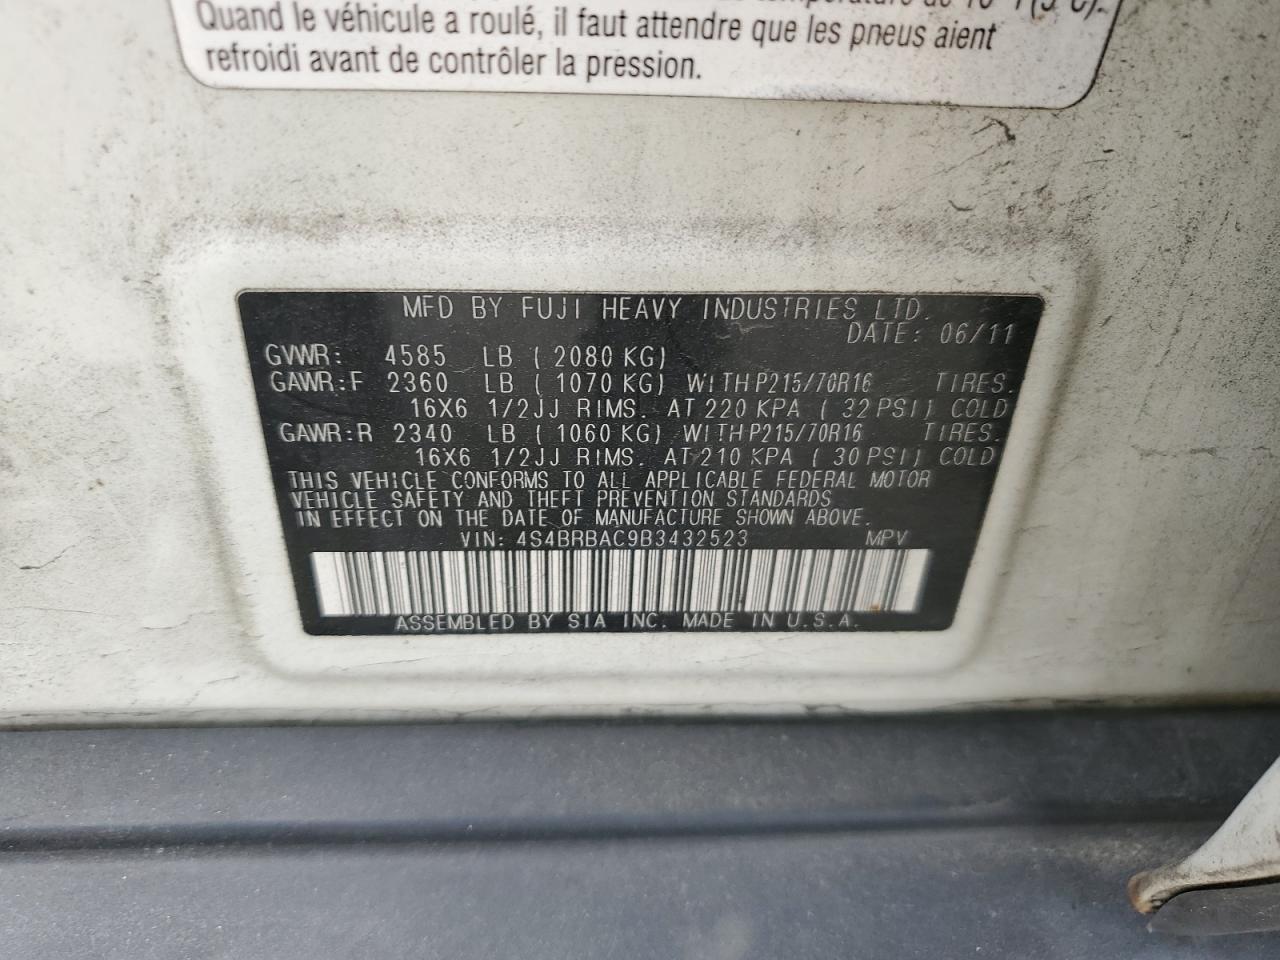 température de
Quand le véhicule a roulé, il faut attendre que les pneus aient
refroidi avant de contrôler la pression.
MFD BY FUJI HEAVY INDUSTRIES LTD.
DATE: 06/11
GVWR: 4585 LB ( 2080 KG)
GAWR:F 2360 LB ( 1070 KG) WITH P215/70R16 TIRES.
16X6 1/2JJ RIMS. AT 220 KPA ( 32 PSI) COLD
GAWR:R 2340 LB ( 1060 KG) WITH P215/70R16 TIRES.
16X6 1/2JJ RIMS. AT 210 KPA ( 30 PSI) COLD
THIS VEHICLE CONFORMS TO ALL APPLICABLE FEDERAL MOTOR
VEHICLE SAFETY AND THEFT PREVENTION STANDARDS
IN EFFECT ON THE DATE OF MANUFACTURE SHOWN ABOVE.
VIN: 4S4BRBAC9B3432523 MPV
ASSEMBLED BY SIA INC. MADE IN U.S.A.